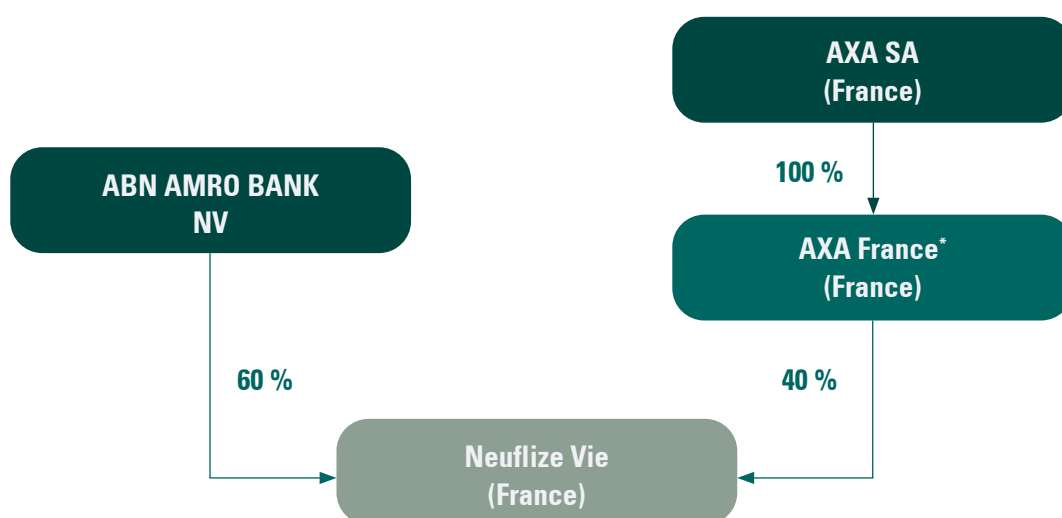 AXA SA
(France)
100 %
ABN AMRO BANK
NV
AXA France*
(France)
60 %
40 %
Neuflize Vie
(France)